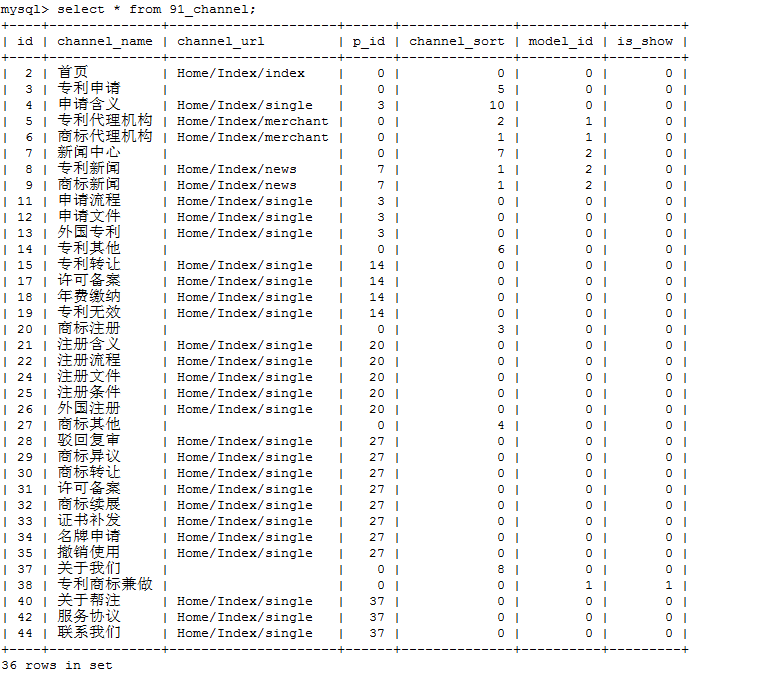 mysql> select * from 91_channel;
+----+--------------+---------------------+------+--------------+----------+---------+
| id | channel_name | channel_url         | p_id | channel_sort | model_id | is_show |
+----+--------------+---------------------+------+--------------+----------+---------+
|  2 | 首页 | Home/Index/index    |    0 |            0 |        0 |       0 |
|  3 | 专利申请 |                     |    0 |            5 |        0 |       0 |
|  4 | 申请含义 | Home/Index/single   |    3 |           10 |        0 |       0 |
|  5 | 专利代理机构 | Home/Index/merchant |    0 |            2 |        1 |       0 |
|  6 | 商标代理机构 | Home/Index/merchant |    0 |            1 |        1 |       0 |
|  7 | 新闻中心 |                     |    0 |            7 |        2 |       0 |
|  8 | 专利新闻 | Home/Index/news     |    7 |            1 |        2 |       0 |
|  9 | 商标新闻 | Home/Index/news     |    7 |            1 |        2 |       0 |
| 11 | 申请流程 | Home/Index/single   |    3 |            0 |        0 |       0 |
| 12 | 申请文件 | Home/Index/single   |    3 |            0 |        0 |       0 |
| 13 | 外国专利 | Home/Index/single   |    3 |            0 |        0 |       0 |
| 14 | 专利其他 |                     |    0 |            6 |        0 |       0 |
| 15 | 专利转让 | Home/Index/single   |   14 |            0 |        0 |       0 |
| 17 | 许可备案 | Home/Index/single   |   14 |            0 |        0 |       0 |
| 18 | 年费缴纳 | Home/Index/single   |   14 |            0 |        0 |       0 |
| 19 | 专利无效 | Home/Index/single   |   14 |            0 |        0 |       0 |
| 20 | 商标注册 |                     |    0 |            3 |        0 |       0 |
| 21 | 注册含义 | Home/Index/single   |   20 |            0 |        0 |       0 |
| 22 | 注册流程 | Home/Index/single   |   20 |            0 |        0 |       0 |
| 24 | 注册文件 | Home/Index/single   |   20 |            0 |        0 |       0 |
| 25 | 注册条件 | Home/Index/single   |   20 |            0 |        0 |       0 |
| 26 | 外国注册 | Home/Index/single   |   20 |            0 |        0 |       0 |
| 27 | 商标其他 |                     |    0 |            4 |        0 |       0 |
| 28 | 驳回复审 | Home/Index/single   |   27 |            0 |        0 |       0 |
| 29 | 商标异议 | Home/Index/single   |   27 |            0 |        0 |       0 |
| 30 | 商标转让 | Home/Index/single   |   27 |            0 |        0 |       0 |
| 31 | 许可备案 | Home/Index/single   |   27 |            0 |        0 |       0 |
| 32 | 商标续展 | Home/Index/single   |   27 |            0 |        0 |       0 |
| 33 | 证书补发 | Home/Index/single   |   27 |            0 |        0 |       0 |
| 34 | 名牌申请 | Home/Index/single   |   27 |            0 |        0 |       0 |
| 35 | 撤销使用 | Home/Index/single   |   27 |            0 |        0 |       0 |
| 37 | 关于我们 |                     |    0 |            8 |        0 |       0 |
| 38 | 专利商标兼做 |                     |    0 |            0 |        1 |       1 |
| 40 | 关于帮注 | Home/Index/single   |   37 |            0 |        0 |       0 |
| 42 | 服务协议 | Home/Index/single   |   37 |            0 |        0 |       0 |
| 44 | 联系我们 | Home/Index/single   |   37 |            0 |        0 |       0 |
+----+--------------+---------------------+------+--------------+----------+---------+
36 rows in set